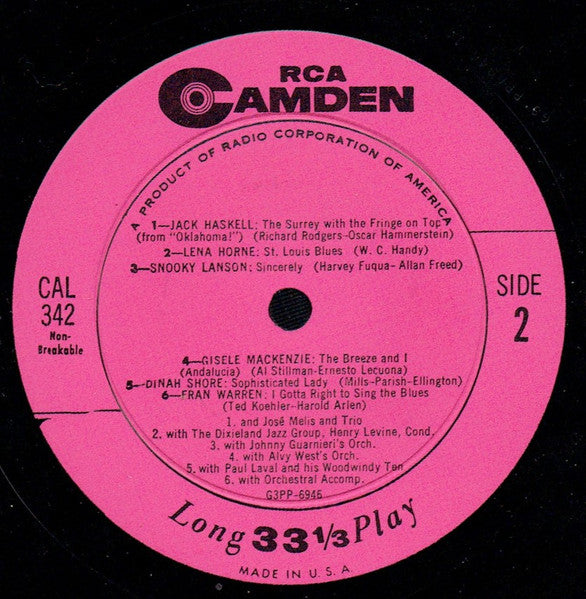 RCA
CAMDEN
A PRODUCT OF RADIO CORPORATION OF AMERICA
1—JACK HASKELL: The Surrey with the Fringe on Top
(from "Oklahoma!") (Richard Rodgers-Oscar Hammerstein)
2—LENA HORNE: St. Louis Blues (W. C. Handy)
3—SNOOKY LANSON: Sincerely (Harvey Fuqua-Allan Freed)
CAL
342
Non-
Breakable
SIDE
2
4—GISELE MACKENZIE: The Breeze and I
(Andalucia) (Al Stillman-Ernesto Lecuona)
5—DINAH SHORE: Sophisticated Lady (Mills-Parish-Ellington)
6—FRAN WARREN: I Gotta Right to Sing the Blues
(Ted Koehler-Harold Arlen)
1. and José Melis and Trio
2. with The Dixieland Jazz Group, Henry Levine, Cond.
3. with Johnny Guarnieri's Orch.
4. with Alvy West's Orch.
5. with Paul Laval and his Woodwindy Ten
6. with Orchestral Accomp.
G3PP-6946
Long 33 1/3 Play
MADE IN U. S. A.